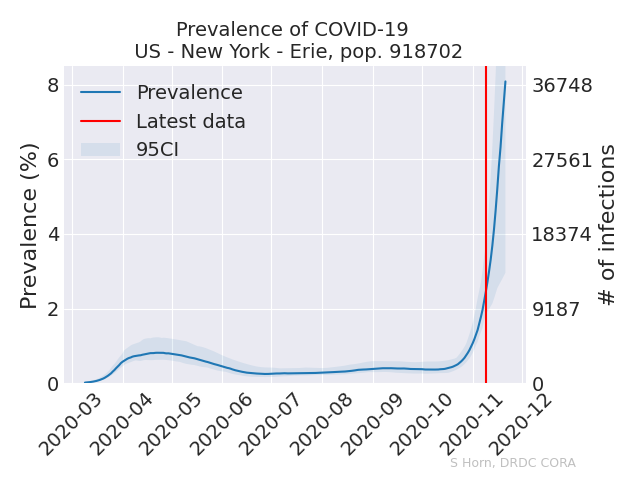 Prevalence of COVID-19
US - New York - Erie, pop. 918702
Prevalence
Latest data
95CI
Prevalence (%)
8
6
4
2
0
36748
27561
18374
9187
0
# of infections
2020-03
2020-04
2020-05
2020-06
2020-07
2020-08
2020-09
2020-10
2020-11
2020-12
S Horn, DRDC CORA